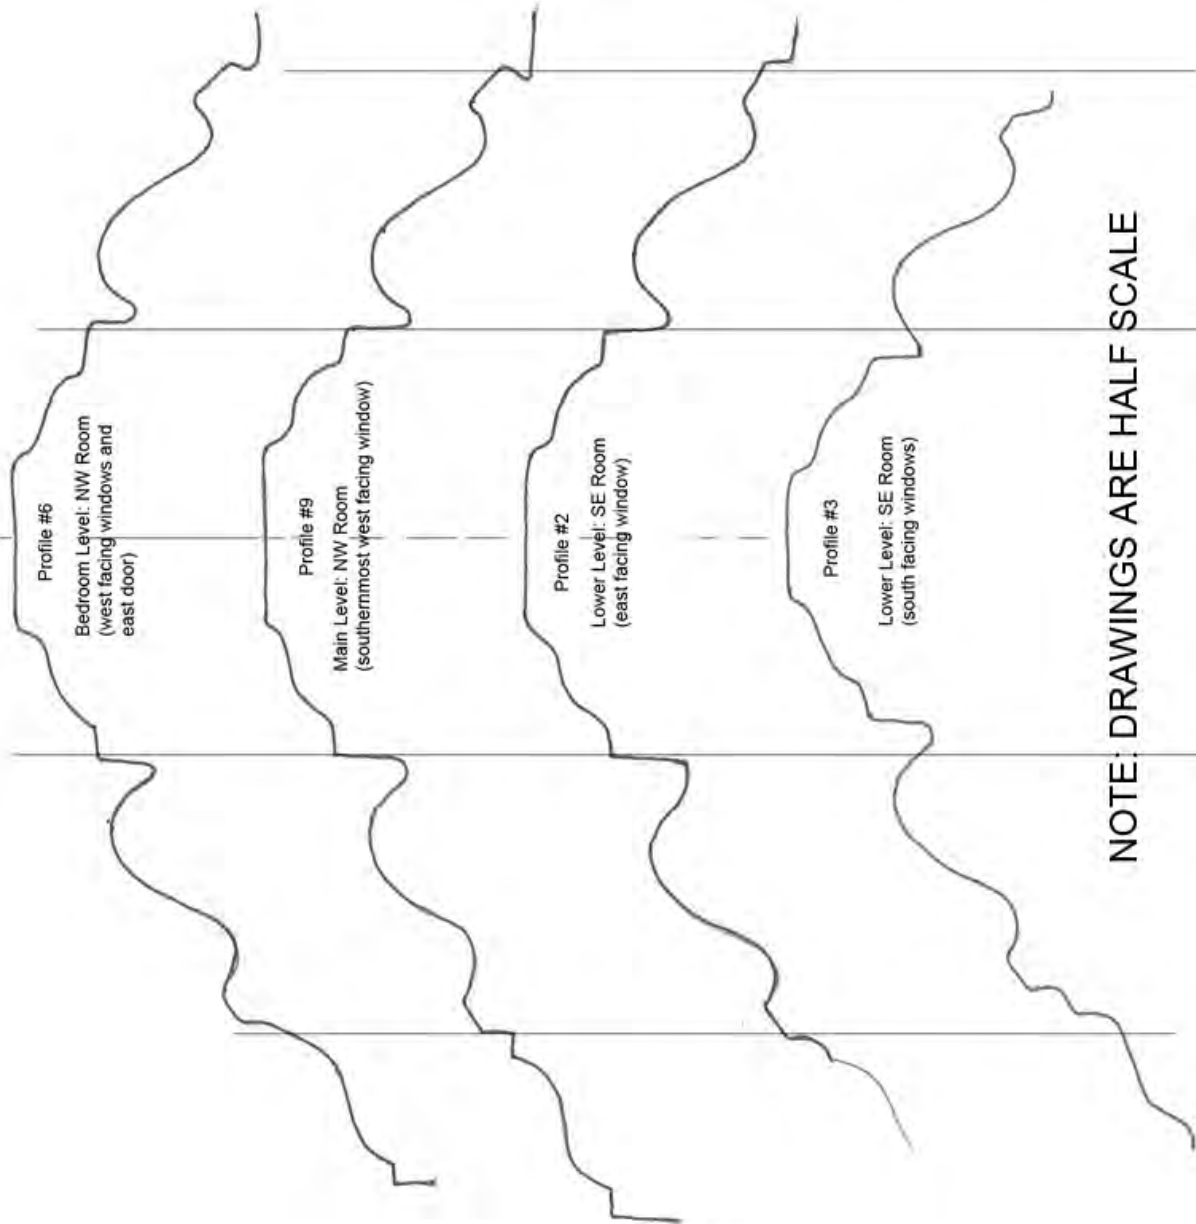 Profile #6
Bedroom Level: NW Room
(west facing windows and
east door)
Profile #9
Main Level: NW Room
(southernmost west facing window)
Profile #2
Lower Level: SE Room
(east facing window)
Profile #3
Lower Level: SE Room
(south facing windows)
NOTE: DRAWINGS ARE HALF SCALE